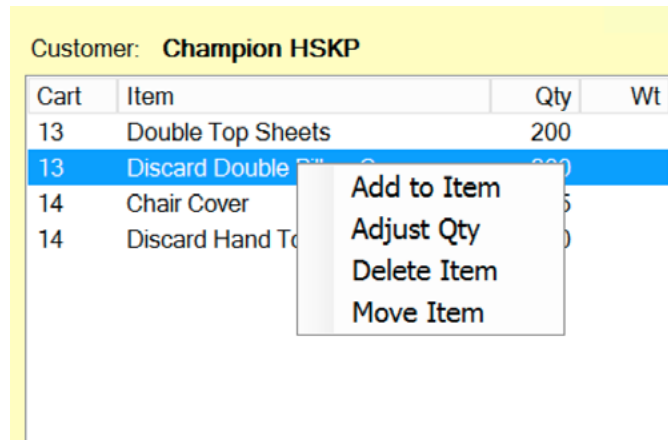 Customer: Champion HSKP
Cart Item Qty Wt
13 Double Top Sheets 200
13 Discard Double
14 Chair Cover
14 Discard Hand
Add to Item
Adjust Qty
Delete Item
Move Item